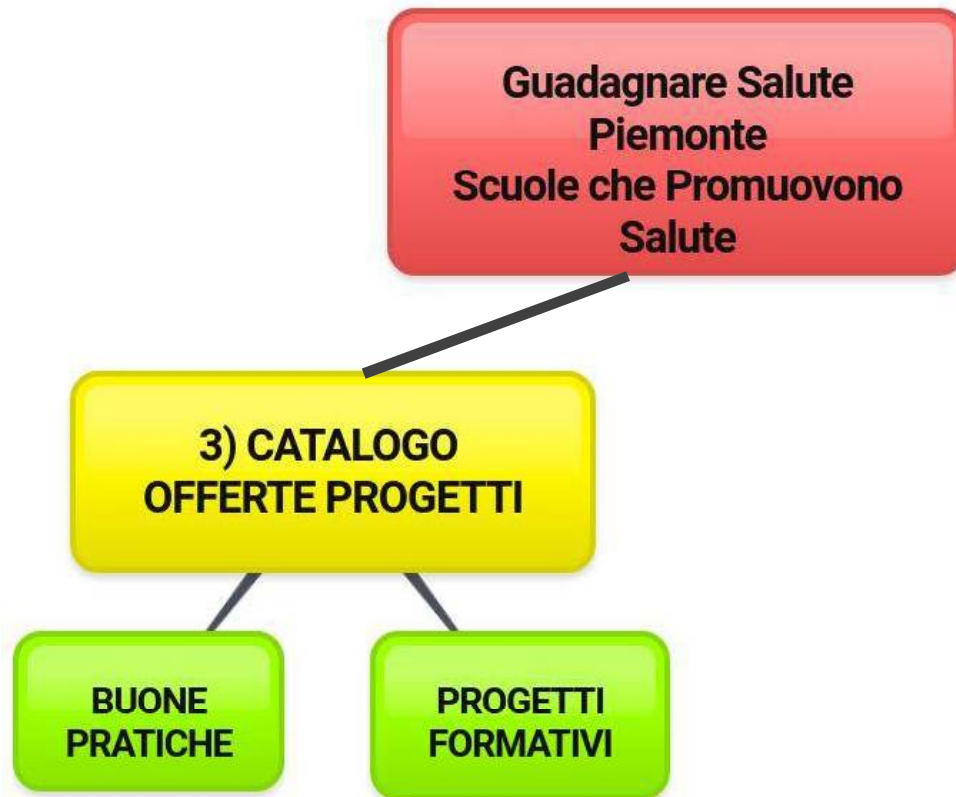 Guadagnare Salute
Piemonte
Scuole che Promuovono
Salute
3) CATALOGO
OFFERTE PROGETTI
BUONE
PRATICHE
PROGETTI
FORMATIVI